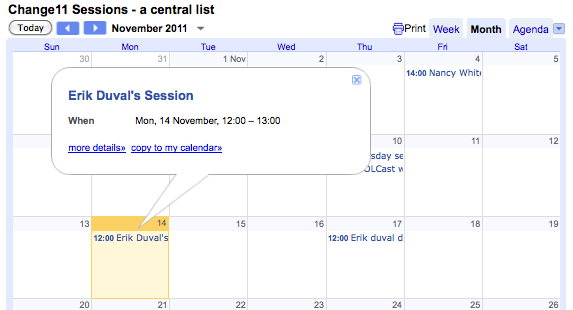 Change11 Sessions - a central list
Today November 2011 Print Week Month Agenda
Sun Mon Tue Wed Thu Fri Sat
30 31 1 Nov 2 3 4 5
14:00 Nancy White
Erik Duval's Session
When Mon, 14 November, 12:00 – 13:00
more details» copy to my calendar»
10 11 12
sday se
OLCast w
13 14 15 16 17 18 19
12:00 Erik Duval's 12:00 Erik duval d
20 21 22 23 24 25 26